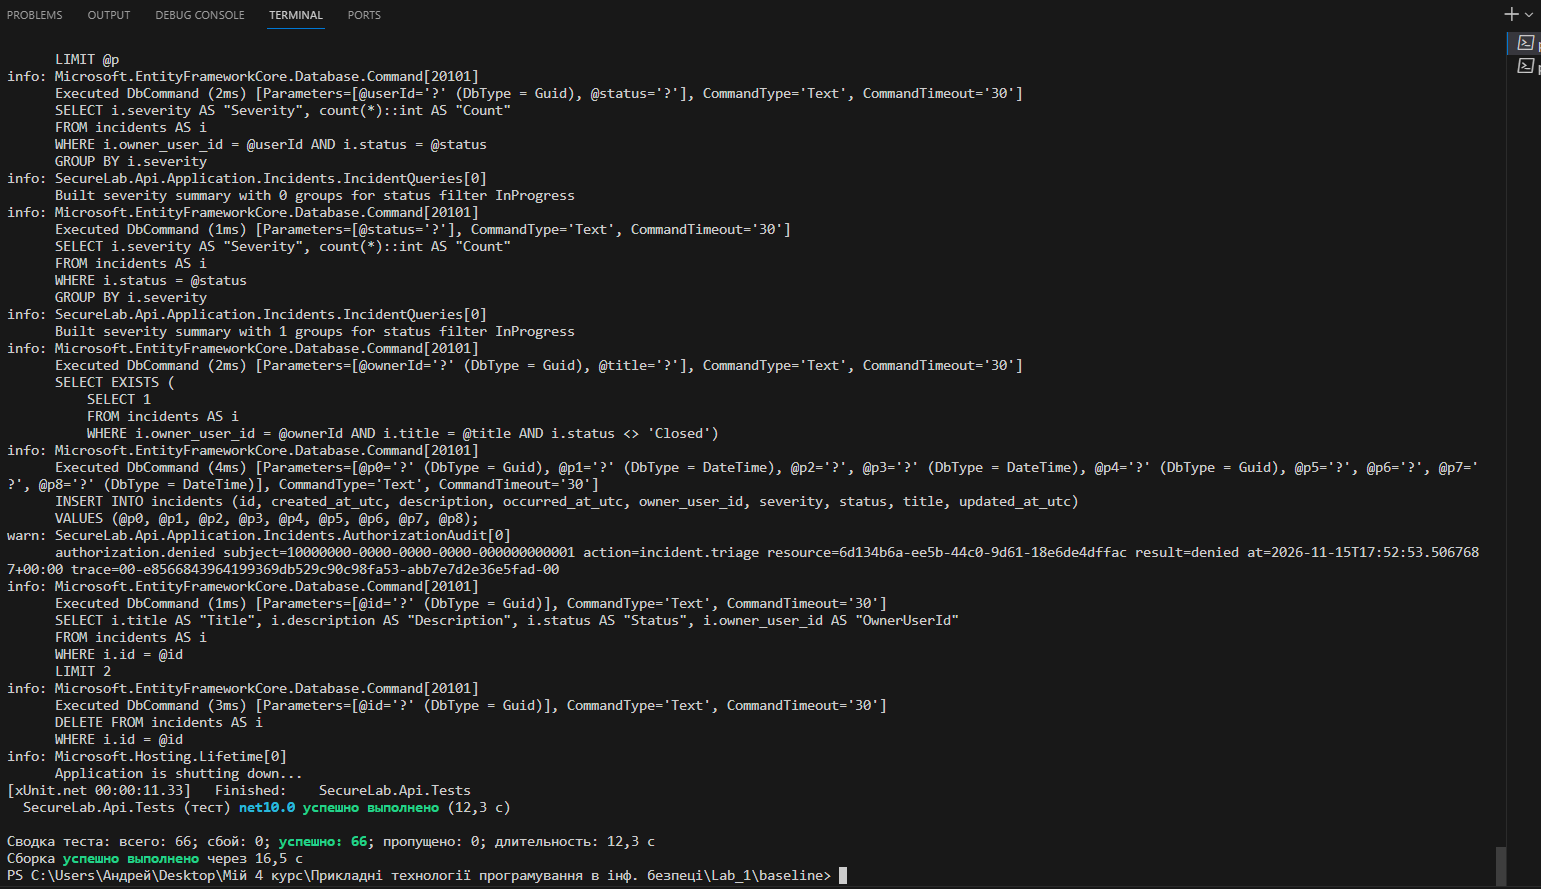 PROBLEMS OUTPUT DEBUG CONSOLE TERMINAL PORTS
LIMIT @p
info: Microsoft.EntityFrameworkCore.Database.Command[20101]
Executed DbCommand (2ms) [Parameters=[@userId='?' (DbType = Guid), @status='?'], CommandType='Text', CommandTimeout='30']
SELECT i.severity AS "Severity", count(*)::int AS "Count"
FROM incidents AS i
WHERE i.owner_user_id = @userId AND i.status = @status
GROUP BY i.severity
info: SecureLab.Api.Application.Incidents.IncidentQueries[0]
Built severity summary with 0 groups for status filter InProgress
info: Microsoft.EntityFrameworkCore.Database.Command[20101]
Executed DbCommand (1ms) [Parameters=[@status='?'], CommandType='Text', CommandTimeout='30']
SELECT i.severity AS "Severity", count(*)::int AS "Count"
FROM incidents AS i
WHERE i.status = @status
GROUP BY i.severity
info: SecureLab.Api.Application.Incidents.IncidentQueries[0]
Built severity summary with 1 groups for status filter InProgress
info: Microsoft.EntityFrameworkCore.Database.Command[20101]
Executed DbCommand (2ms) [Parameters=[@ownerId='?' (DbType = Guid), @title='?'], CommandType='Text', CommandTimeout='30']
SELECT EXISTS (
SELECT 1
FROM incidents AS i
WHERE i.owner_user_id = @ownerId AND i.title = @title AND i.status <> 'Closed')
info: Microsoft.EntityFrameworkCore.Database.Command[20101]
Executed DbCommand (4ms) [Parameters=[@p0='?' (DbType = Guid), @p1='?' (DbType = DateTime), @p2='?', @p3='?' (DbType = DateTime), @p4='?' (DbType = Guid), @p5='?', @p6='?', @p7='
?', @p8='?' (DbType = DateTime)], CommandType='Text', CommandTimeout='30']
INSERT INTO incidents (id, created_at_utc, description, occurred_at_utc, owner_user_id, severity, status, title, updated_at_utc)
VALUES (@p0, @p1, @p2, @p3, @p4, @p5, @p6, @p7, @p8);
warn: SecureLab.Api.Application.Incidents.AuthorizationAudit[0]
authorization.denied subject=10000000-0000-0000-0000-000000000001 action=incident.triage resource=6d134b6a-ee5b-44c0-9d61-18e6de4dffac result=denied at=2026-11-15T17:52:53.506768
7+00:00 trace=00-e8566843964199369db529c90c98fa53-abb7e7d2e36e5fad-00
info: Microsoft.EntityFrameworkCore.Database.Command[20101]
Executed DbCommand (1ms) [Parameters=[@id='?' (DbType = Guid)], CommandType='Text', CommandTimeout='30']
SELECT i.title AS "Title", i.description AS "Description", i.status AS "Status", i.owner_user_id AS "OwnerUserId"
FROM incidents AS i
WHERE i.id = @id
LIMIT 2
info: Microsoft.EntityFrameworkCore.Database.Command[20101]
Executed DbCommand (3ms) [Parameters=[@id='?' (DbType = Guid)], CommandType='Text', CommandTimeout='30']
DELETE FROM incidents AS i
WHERE i.id = @id
info: Microsoft.Hosting.Lifetime[0]
Application is shutting down...
[xUnit.net 00:00:11.33]   Finished:    SecureLab.Api.Tests
SecureLab.Api.Tests (тест) net10.0 успешно выполнено (12,3 с)
Сводка теста: всего: 66; сбой: 0; успешно: 66; пропущено: 0; длительность: 12,3 с
Сборка успешно выполнено через 16,5 с
PS C:\Users\Андрей\Desktop\Мій 4 курс\Прикладні технології програмування в інф. безпеці\Lab_1\baseline>